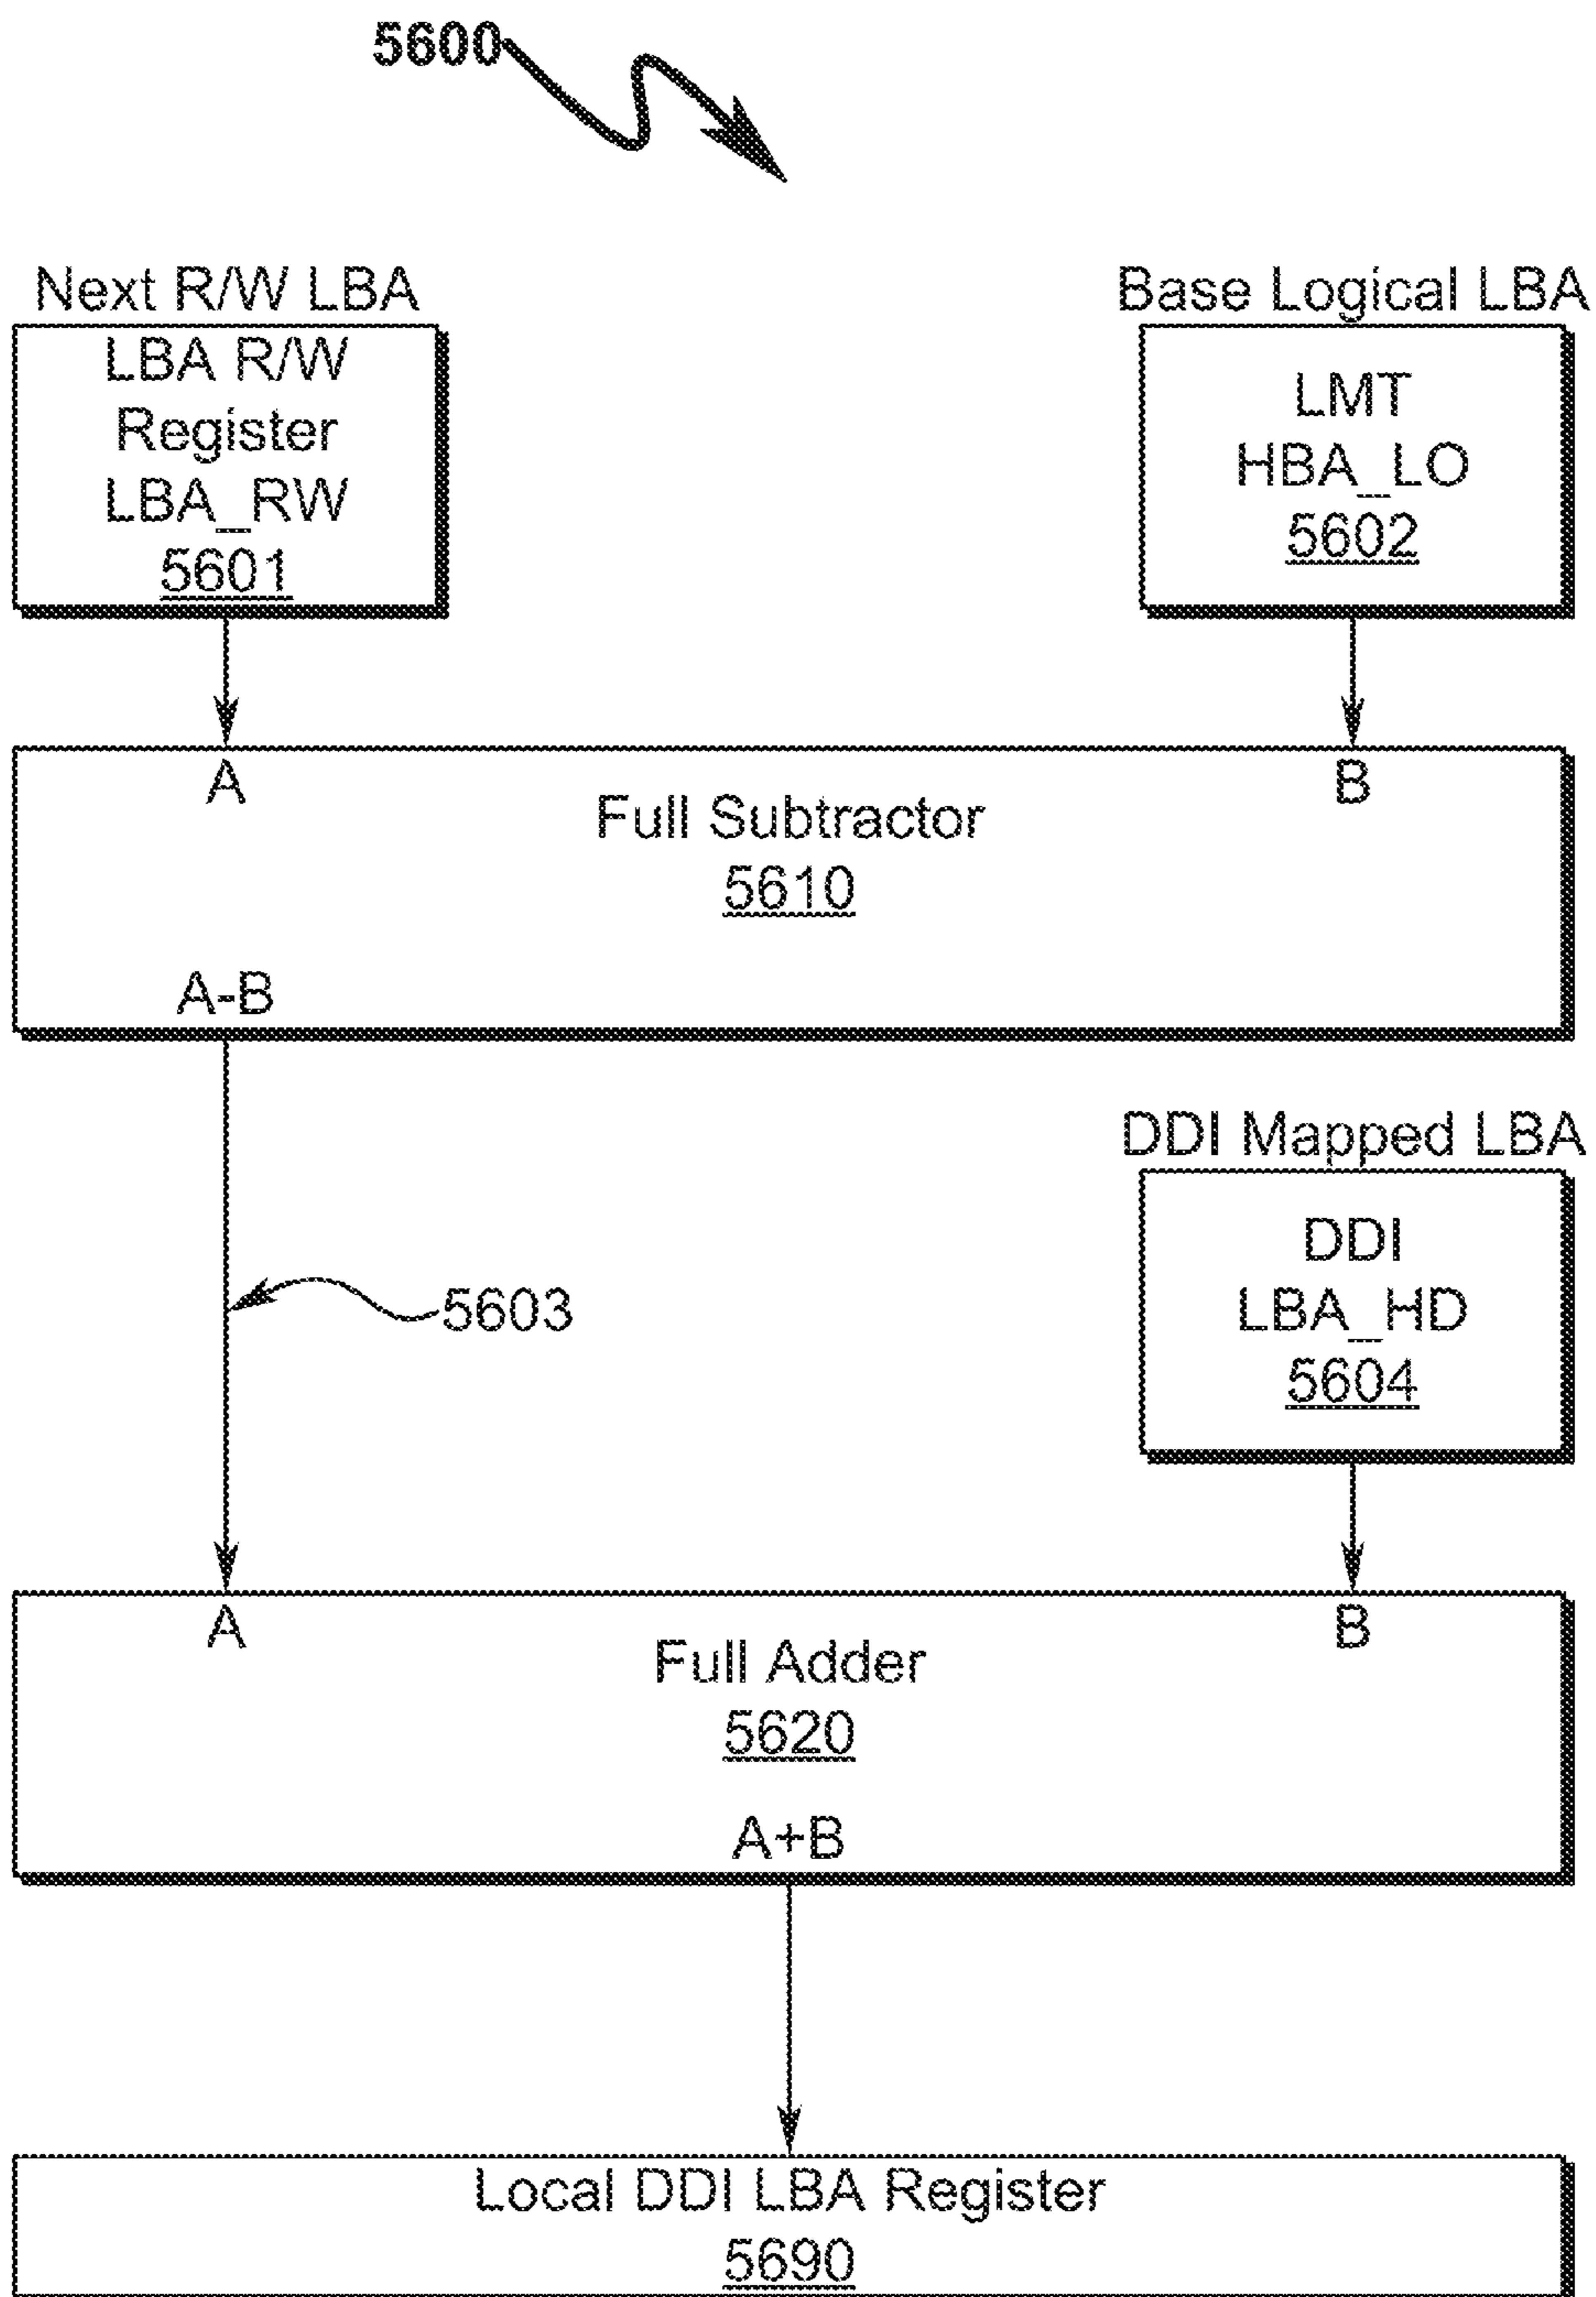 5600
Next R/W LBA
LBA R/W
Register
LBA_RW
5601
Base Logical LBA
LMT
HBA_LO
5602
A
B
Full Subtractor
5610
A-B
DDI Mapped LBA
DDI
LBA_HD
5604
5603
A
B
Full Adder
5620
A+B
Local DDI LBA Register
5690